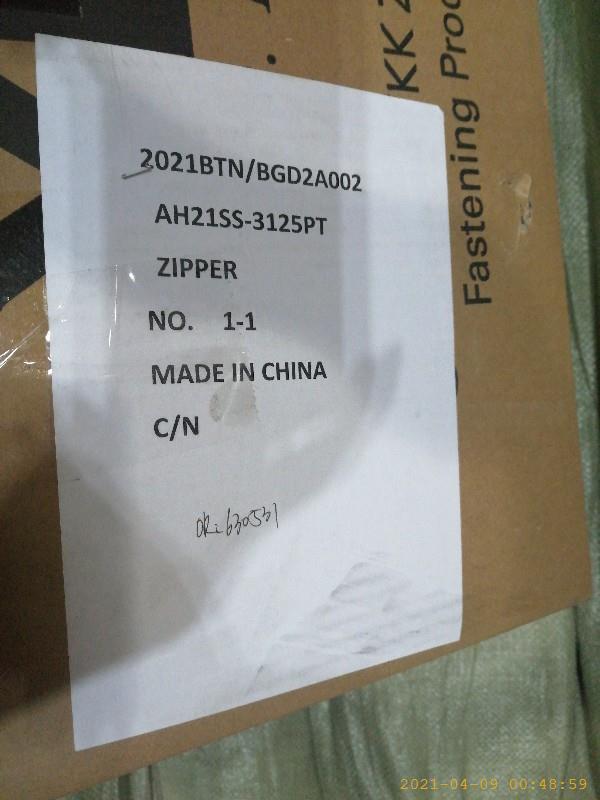 2021BTN/BGD2A002
AH21SS-3125PT
ZIPPER
NO. 1-1
MADE IN CHINA
C/N
KK
Fastening
2021-04-09 00:48:59